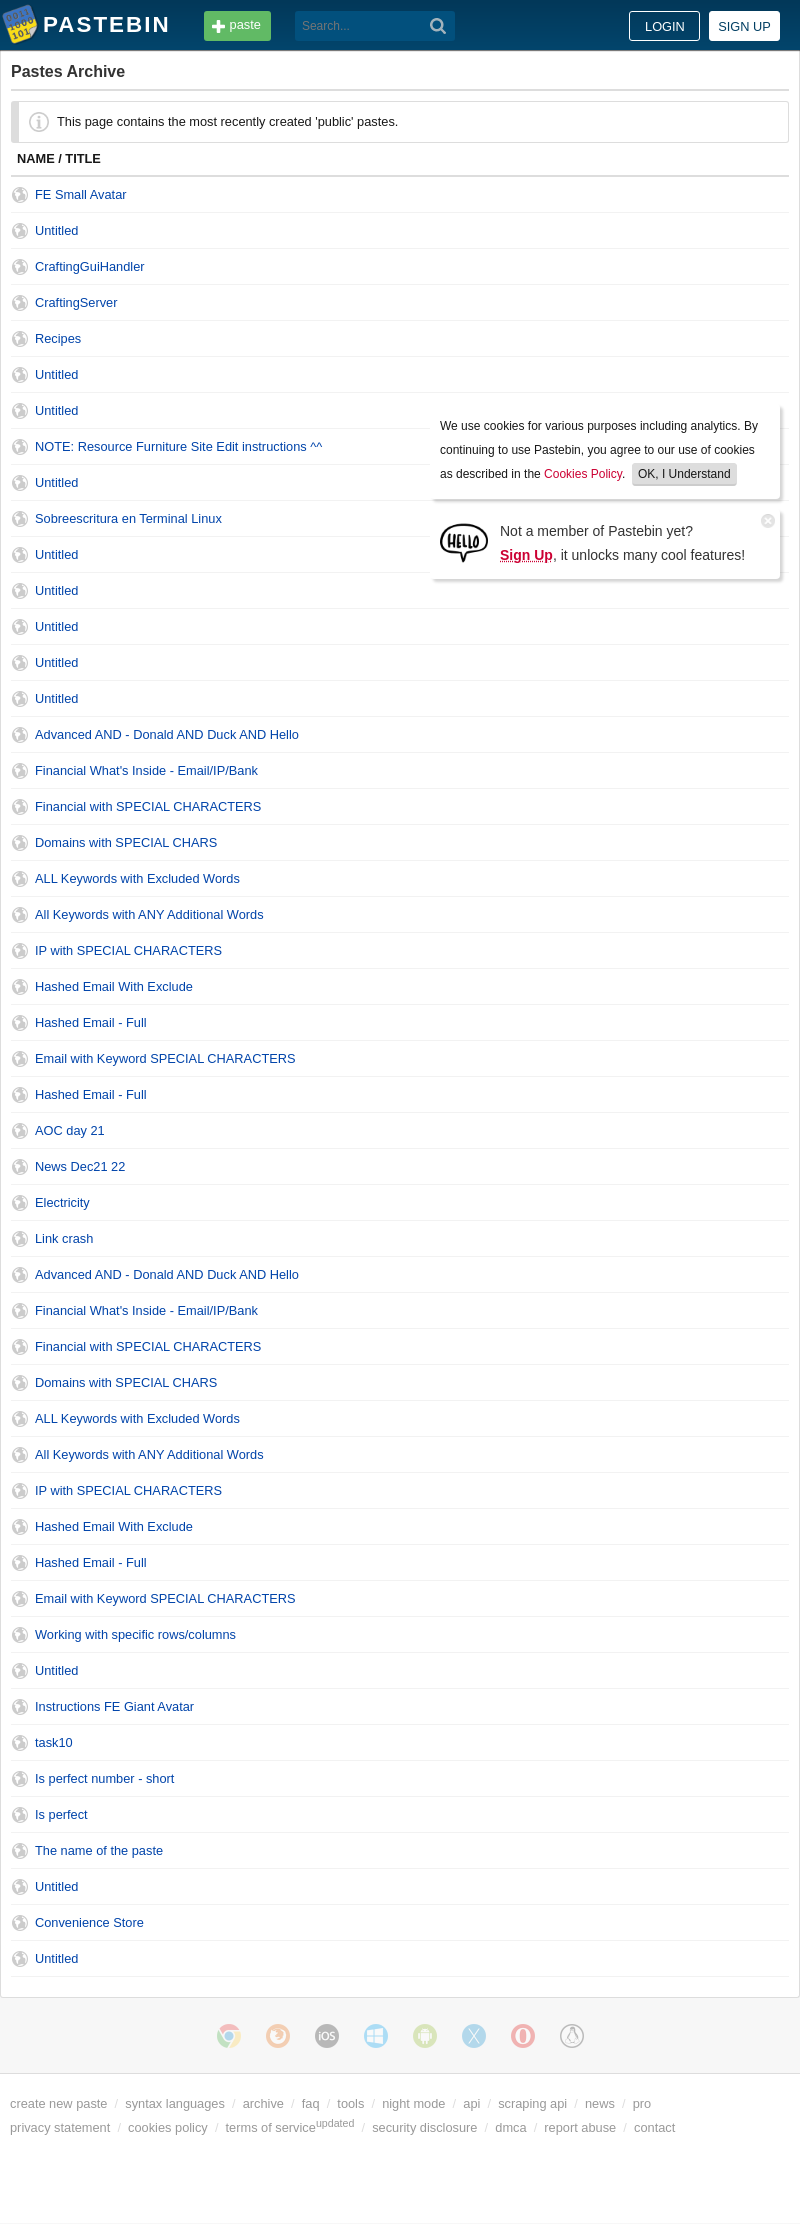 PASTEBIN paste Search... LOGIN SIGN UP
Pastes Archive
This page contains the most recently created 'public' pastes.
NAME / TITLE
FE Small Avatar
Untitled
CraftingGuiHandler
CraftingServer
Recipes
Untitled
Untitled
NOTE: Resource Furniture Site Edit instructions ^^
Untitled
Sobreescritura en Terminal Linux
Untitled
We use cookies for various purposes including analytics. By
continuing to use Pastebin, you agree to our use of cookies
as described in the Cookies Policy. OK, I Understand
HELLO
Not a member of Pastebin yet?
Sign Up, it unlocks many cool features!
Untitled
Untitled
Untitled
Untitled
Advanced AND - Donald AND Duck AND Hello
Financial What's Inside - Email/IP/Bank
Financial with SPECIAL CHARACTERS
Domains with SPECIAL CHARS
ALL Keywords with Excluded Words
All Keywords with ANY Additional Words
IP with SPECIAL CHARACTERS
Hashed Email With Exclude
Hashed Email - Full
Email with Keyword SPECIAL CHARACTERS
Hashed Email - Full
AOC day 21
News Dec21 22
Electricity
Link crash
Advanced AND - Donald AND Duck AND Hello
Financial What's Inside - Email/IP/Bank
Financial with SPECIAL CHARACTERS
Domains with SPECIAL CHARS
ALL Keywords with Excluded Words
All Keywords with ANY Additional Words
IP with SPECIAL CHARACTERS
Hashed Email With Exclude
Hashed Email - Full
Email with Keyword SPECIAL CHARACTERS
Working with specific rows/columns
Untitled
Instructions FE Giant Avatar
task10
Is perfect number - short
Is perfect
The name of the paste
Untitled
Convenience Store
Untitled
iOS
create new paste / syntax languages / archive / faq / tools / night mode / api / scraping api / news / pro
privacy statement / cookies policy / terms of service updated / security disclosure / dmca / report abuse / contact